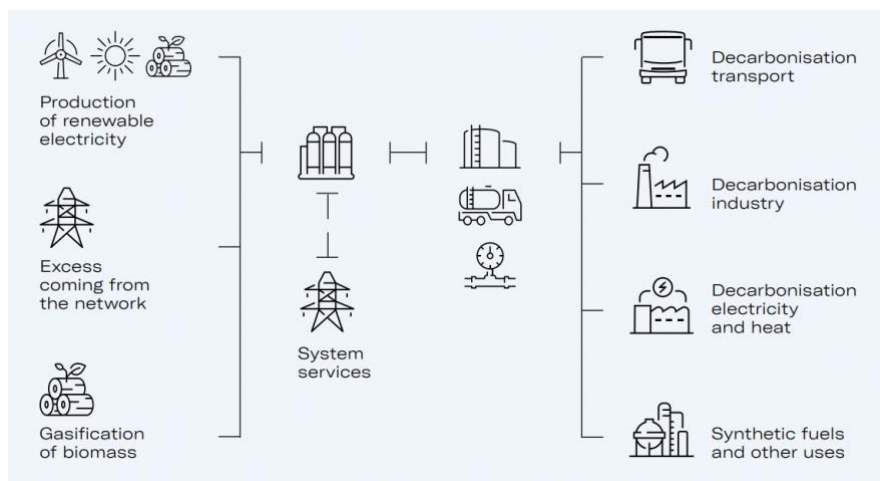 Production
of renewable
electricity
Excess
coming from
the network
Gasification
of biomass
System
services
Decarbonisation
transport
Decarbonisation
industry
Decarbonisation
electricity
and heat
Synthetic fuels
and other uses